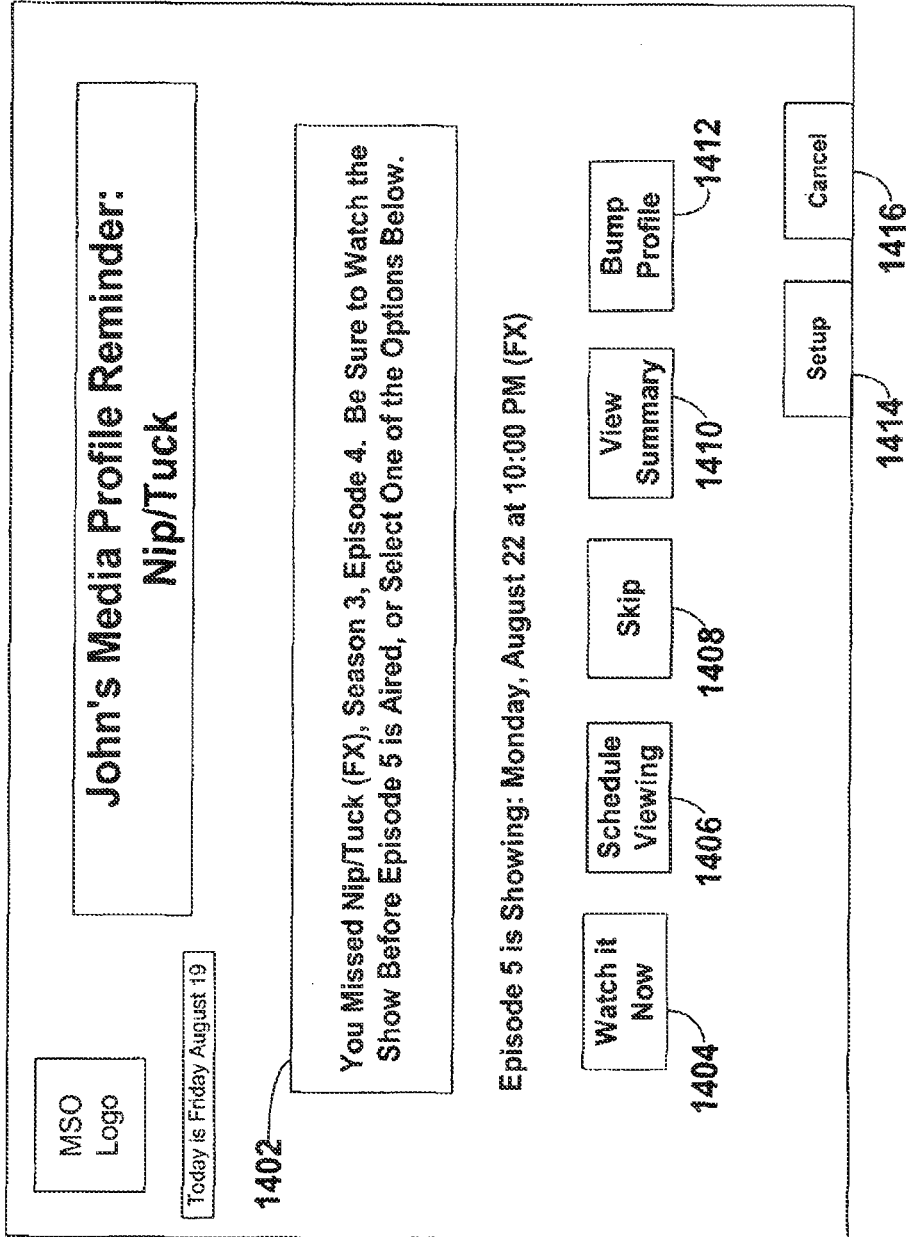 MSO
Logo
John's Media Profile Reminder:
Nip/Tuck
Today is Friday August 19
1402
You Missed Nip/Tuck (FX), Season 3, Episode 4. Be Sure to Watch the
Show Before Episode 5 is Aired, or Select One of the Options Below.
Episode 5 is Showing: Monday, August 22 at 10:00 PM (FX)
Watch it
Now
1404
Schedule
Viewing
1406
Skip
1408
View
Summary
1410
Bump
Profile
1412
Setup
1414
Cancel
1416